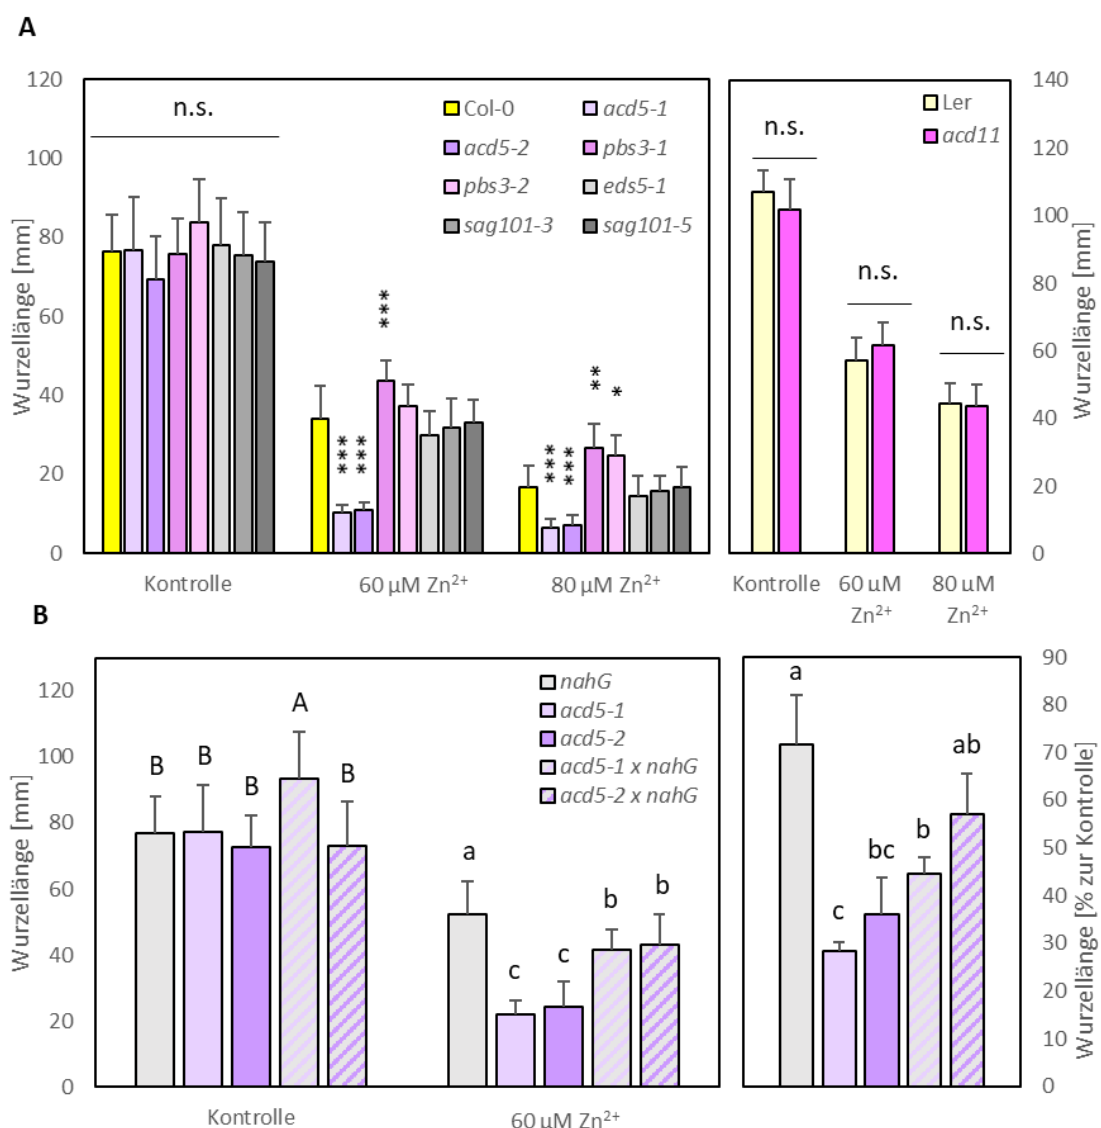 A
120
100
80
60
40
20
0
Wurzellänge [mm]
n.s.
Col-0
acd5-1
acd5-2
pbs3-1
pbs3-2
eds5-1
sag101-3
sag101-5
***
***
***
***
***
**
*
Kontrolle
60 µM Zn²⁺
80 µM Zn²⁺
n.s.
n.s.
n.s.
Ler
acd11
140
120
100
80
60
40
20
0
Wurzellänge [mm]
Kontrolle
60 µM
Zn²⁺
80 µM
Zn²⁺
B
120
100
80
60
40
20
0
Wurzellänge [mm]
B
B
B
A
B
a
c
c
b
b
nahG
acd5-1
acd5-2
acd5-1 x nahG
acd5-2 x nahG
Kontrolle
60 µM Zn²⁺
a
c
bc
b
ab
90
80
70
60
50
40
30
20
10
0
Wurzellänge [% zur Kontrolle]